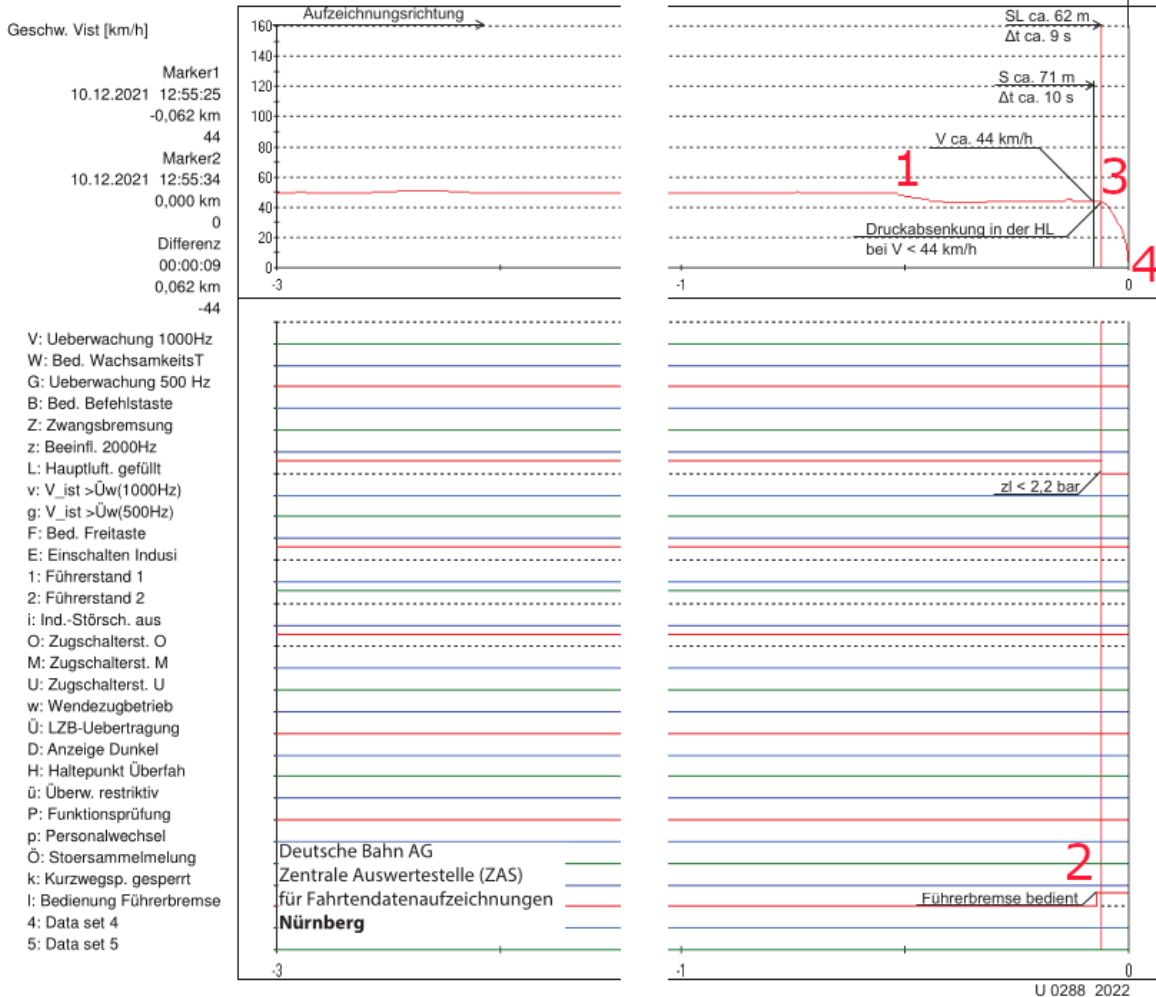 Geschw. Vist [km/h]
Marker1
10.12.2021 12:55:25
-0,062 km
44
Marker2
10.12.2021 12:55:34
0,000 km
0
Differenz
00:00:09
0,062 km
-44
Aufzeichnungsrichtung
160
140
120
100
80
60
40
20
0
SL ca. 62 m
Δt ca. 9 s
S ca. 71 m
Δt ca. 10 s
V ca. 44 km/h
1
3
Druckabsenkung in der HL
bei V < 44 km/h
4
-3
-1
0
V: Ueberwachung 1000Hz
W: Bed. WachsamkeitsT
G: Ueberwachung 500 Hz
B: Bed. Befehlstaste
Z: Zwangsbremsung
z: Beeinfl. 2000Hz
L: Hauptluft. gefüllt
v: V_ist >Üw(1000Hz)
g: V_ist >Üw(500Hz)
F: Bed. Freitaste
E: Einschalten Indusi
1: Führerstand 1
2: Führerstand 2
i: Ind.-Störsch. aus
O: Zugschalterst. O
M: Zugschalterst. M
U: Zugschalterst. U
w: Wendezugbetrieb
Ü: LZB-Uebertragung
D: Anzeige Dunkel
H: Haltepunkt Überfah
ü: Überw. restriktiv
P: Funktionsprüfung
p: Personalwechsel
Ö: Stoersammelmelung
k: Kurzwegsp. gesperrt
l: Bedienung Führerbremse
4: Data set 4
5: Data set 5
zl < 2,2 bar
2
Führerbremse bedient
Deutsche Bahn AG
Zentrale Auswertestelle (ZAS)
für Fahrtendatenaufzeichnungen
Nürnberg
-3
-1
0
U 0288 2022